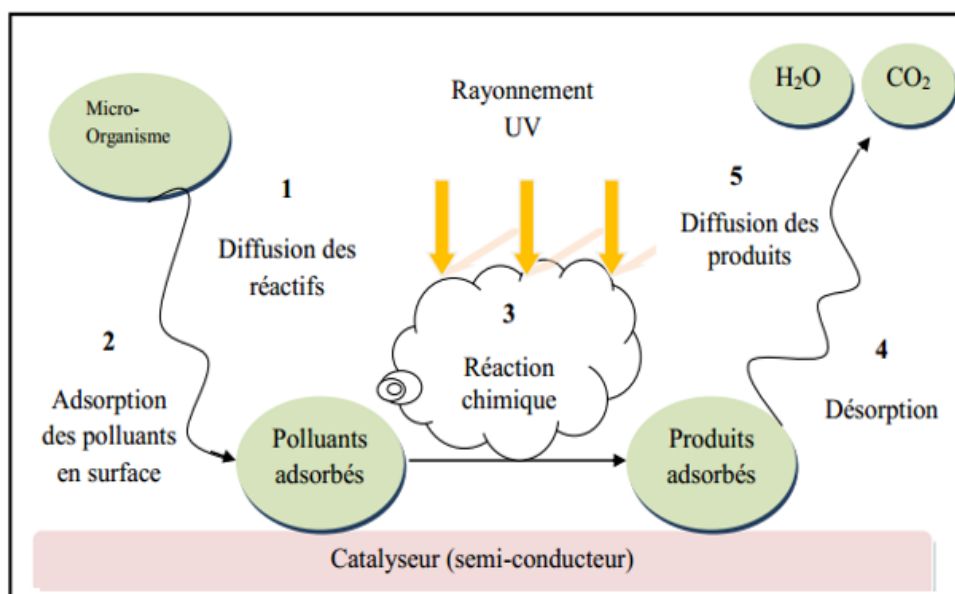 Micro-
Organisme
1
Diffusion des
réactifs
2
Adsorption
des polluants
en surface
Polluants
adsorbés
Rayonnement
UV
3
Réaction
chimique
Produits
adsorbés
4
Désorption
5
Diffusion des
produits
H₂O
CO₂
Catalyseur (semi-conducteur)